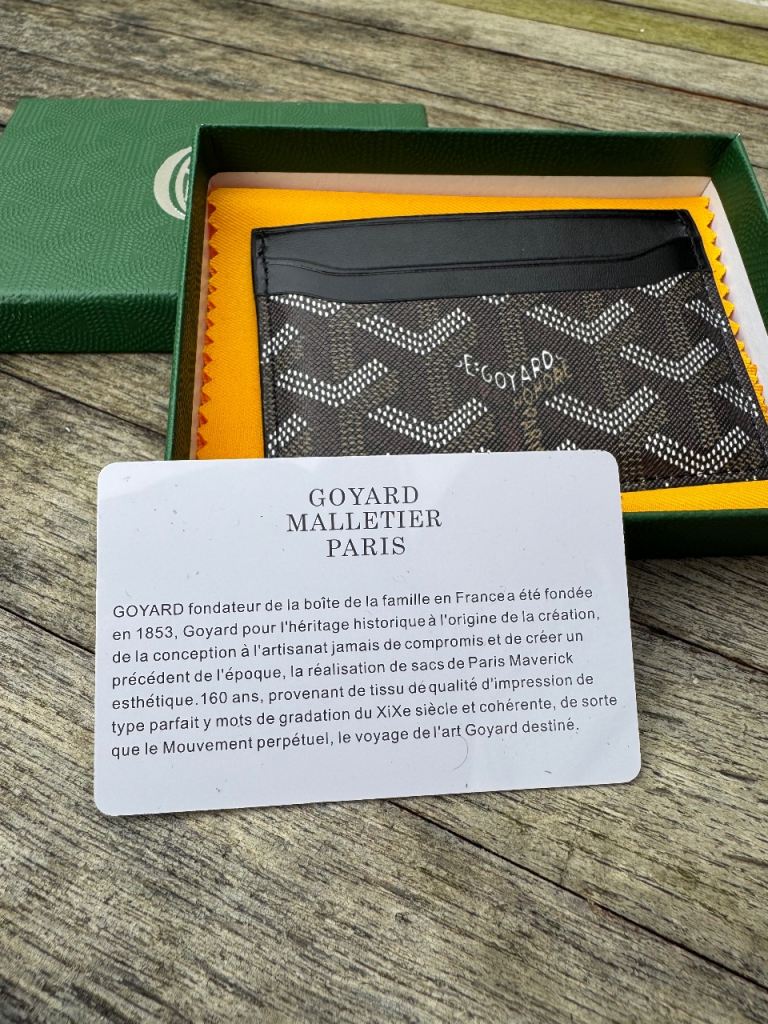 E·GOYARD
GOYARD
MALLETIER
PARIS
GOYARD fondateur de la boîte de la famille en France a été fondée
en 1853, Goyard pour l'héritage historique à l'origine de la création,
de la conception à l'artisanat jamais de compromis et de créer un
précédent de l'époque, la réalisation de sacs de Paris Maverick
esthétique.160 ans, provenant de tissu de qualité d'impression de
type parfait y mots de gradation du XiXe siècle et cohérente, de sorte
que le Mouvement perpétuel, le voyage de l'art Goyard destiné.